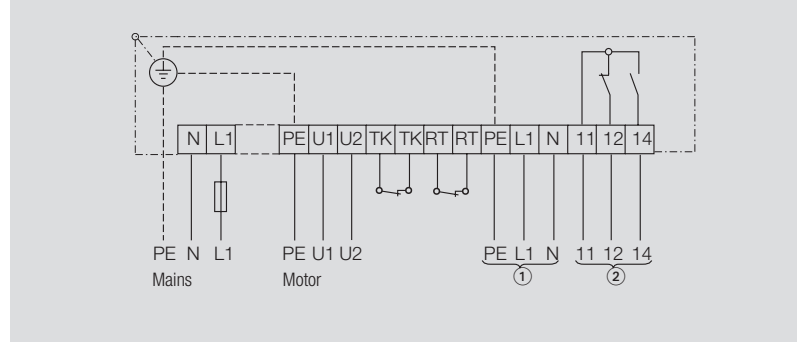 N L1 PE U1 U2 TK TK RT RT PE L1 N 11 12 14
PE N L1 PE U1 U2 PE L1 N 11 12 14
Mains Motor ① ②